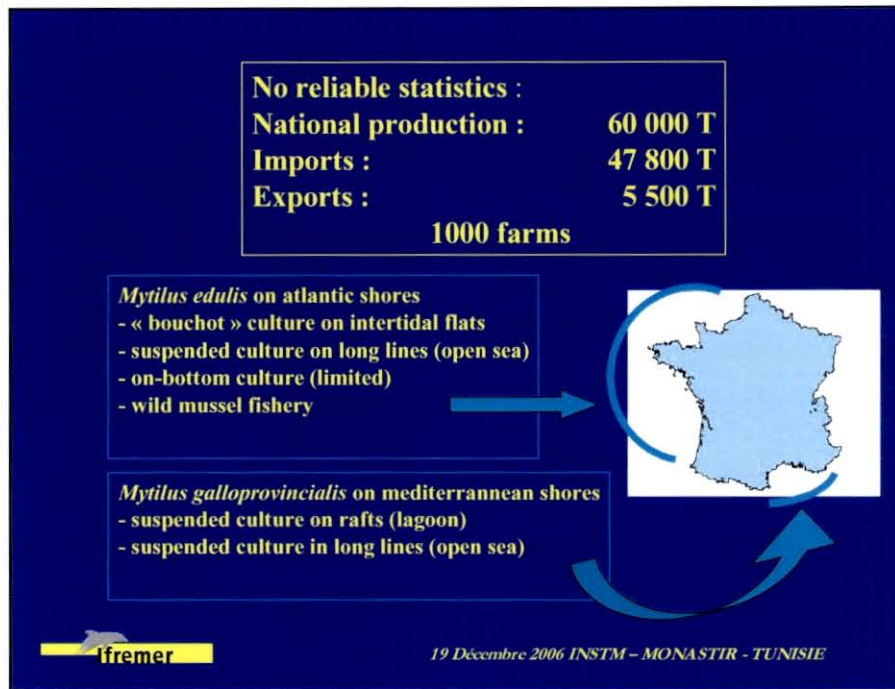 No reliable statistics :
National production : 60 000 T
Imports : 47 800 T
Exports : 5 500 T
1000 farms
Mytilus edulis on atlantic shores
- « bouchot » culture on intertidal flats
- suspended culture on long lines (open sea)
- on-bottom culture (limited)
- wild mussel fishery
Mytilus galloprovincialis on mediterrannean shores
- suspended culture on rafts (lagoon)
- suspended culture in long lines (open sea)
Ifremer
19 Décembre 2006 INSTM – MONASTIR - TUNISIE